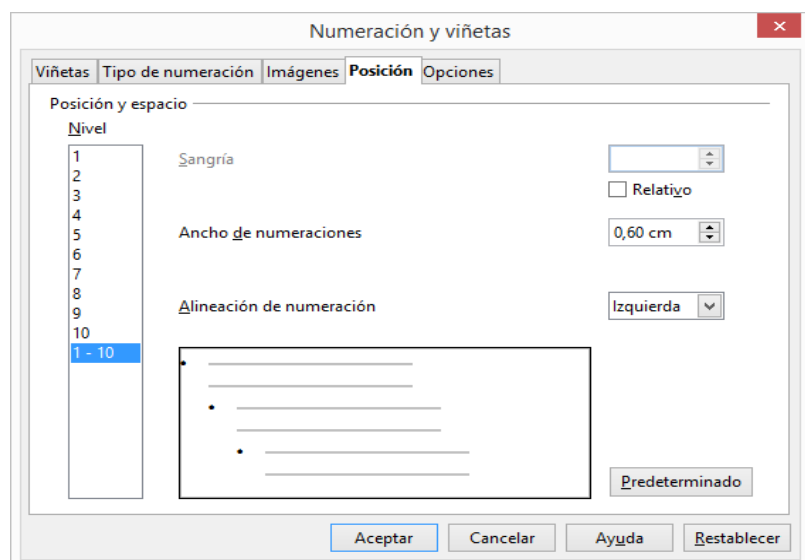 Numeración y viñetas
Viñetas Tipo de numeración Imágenes Posición Opciones
Posición y espacio
Nivel
1
2
3
4
5
6
7
8
9
10
1 - 10
Sangría
Relativo
Ancho de numeraciones 0,60 cm
Alineación de numeración Izquierda
Predeterminado
Aceptar Cancelar Ayuda Restablecer